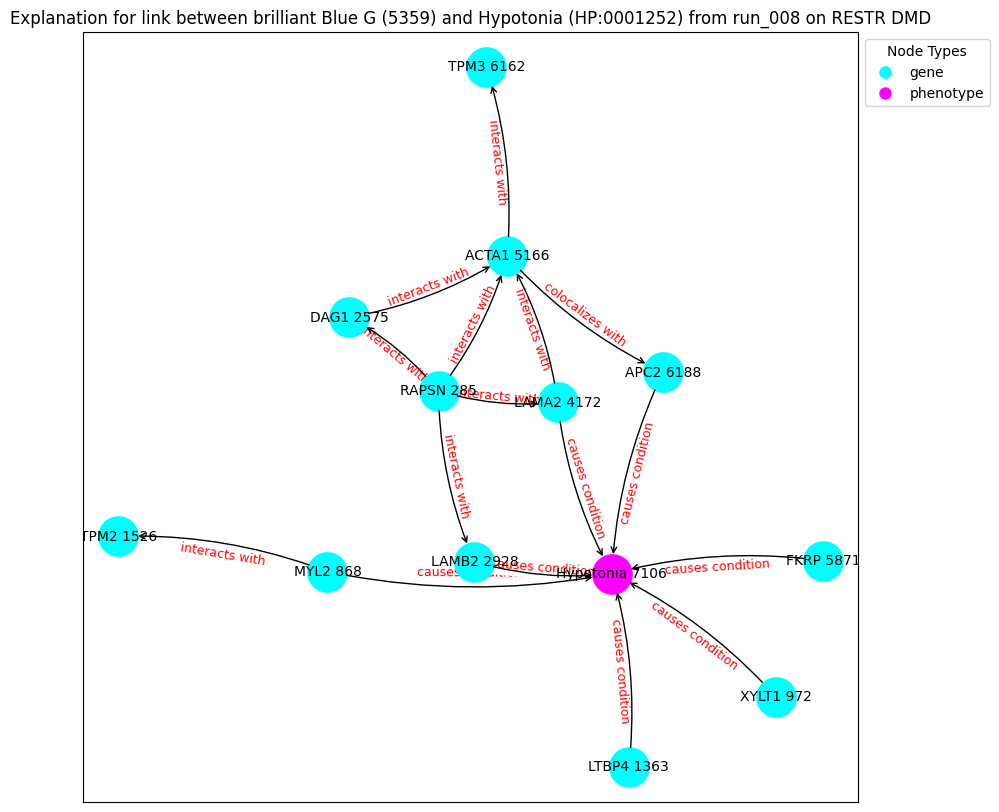 Explanation for link between brilliant Blue G (5359) and Hypotonia (HP:0001252) from run_008 on RESTR DMD
Node Types
gene
phenotype
TPM3 6162
interacts with
ACTA1 5166
interacts with
colocalizes with
interacts with
interacts with
DAG1 2575
interacts with
APC2 6188
RAPSN 285
interacts with
LAMA2 4172
interacts with
causes condition
causes condition
TPM2 1526
interacts with
MYL2 868
causes condition
LAMB2 2928
causes condition
Hypotonia 7106
causes condition
FKRP 5871
causes condition
causes condition
XYLT1 972
LTBP4 1363